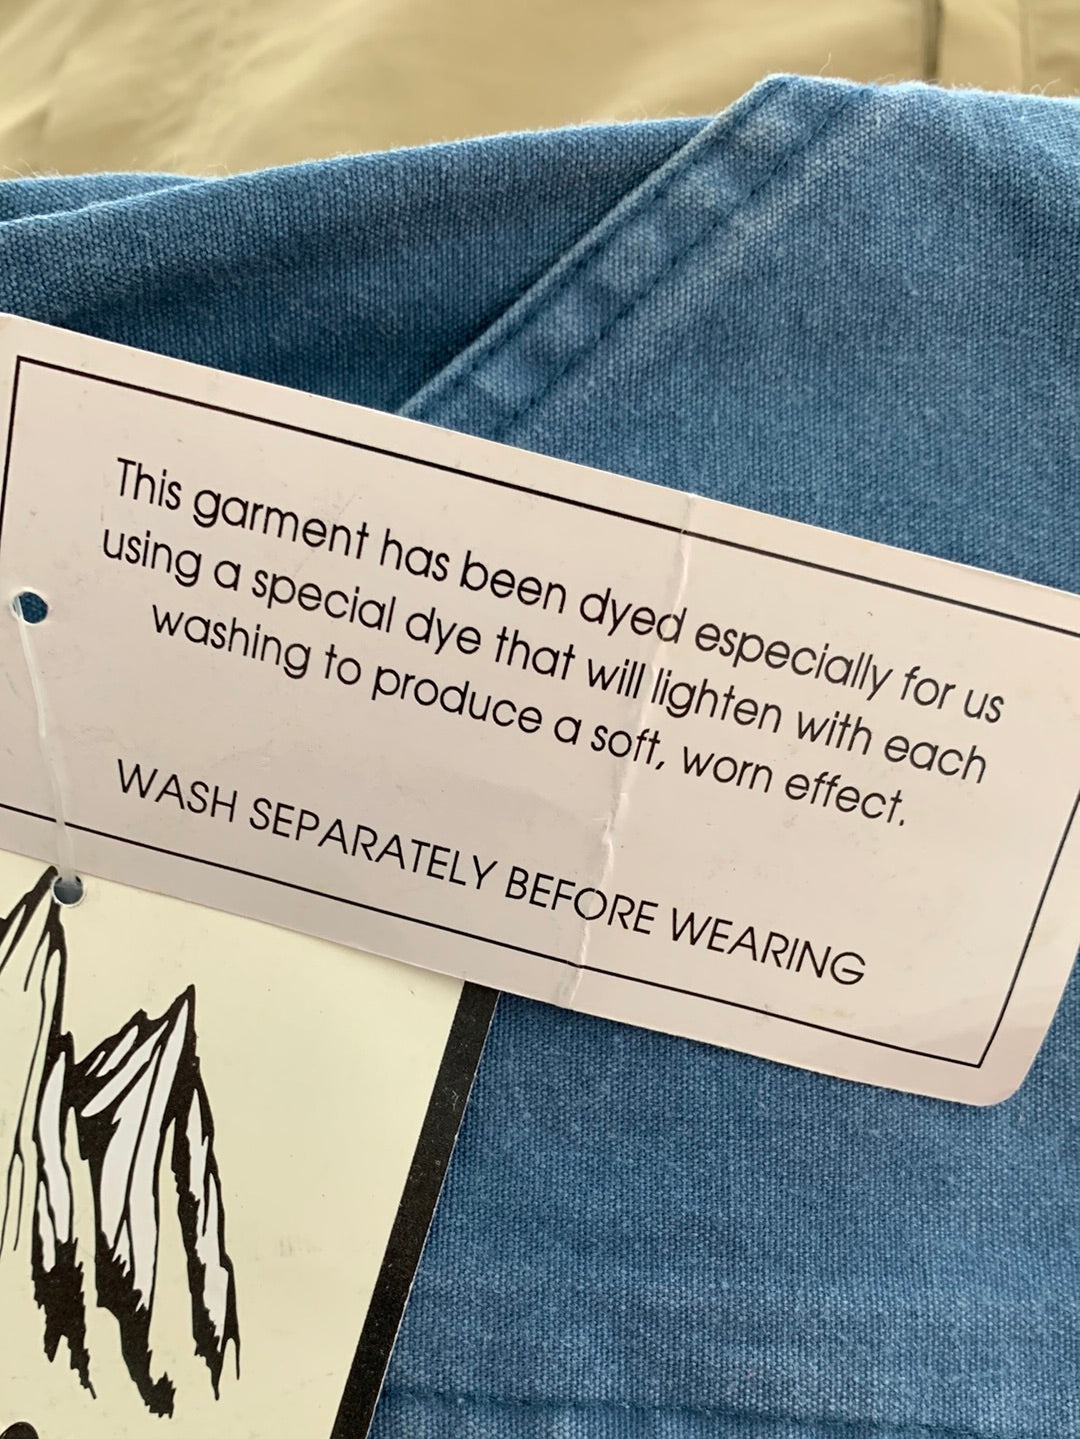 This garment has been dyed especially for us
using a special dye that will lighten with each
washing to produce a soft, worn effect.
WASH SEPARATELY BEFORE WEARING